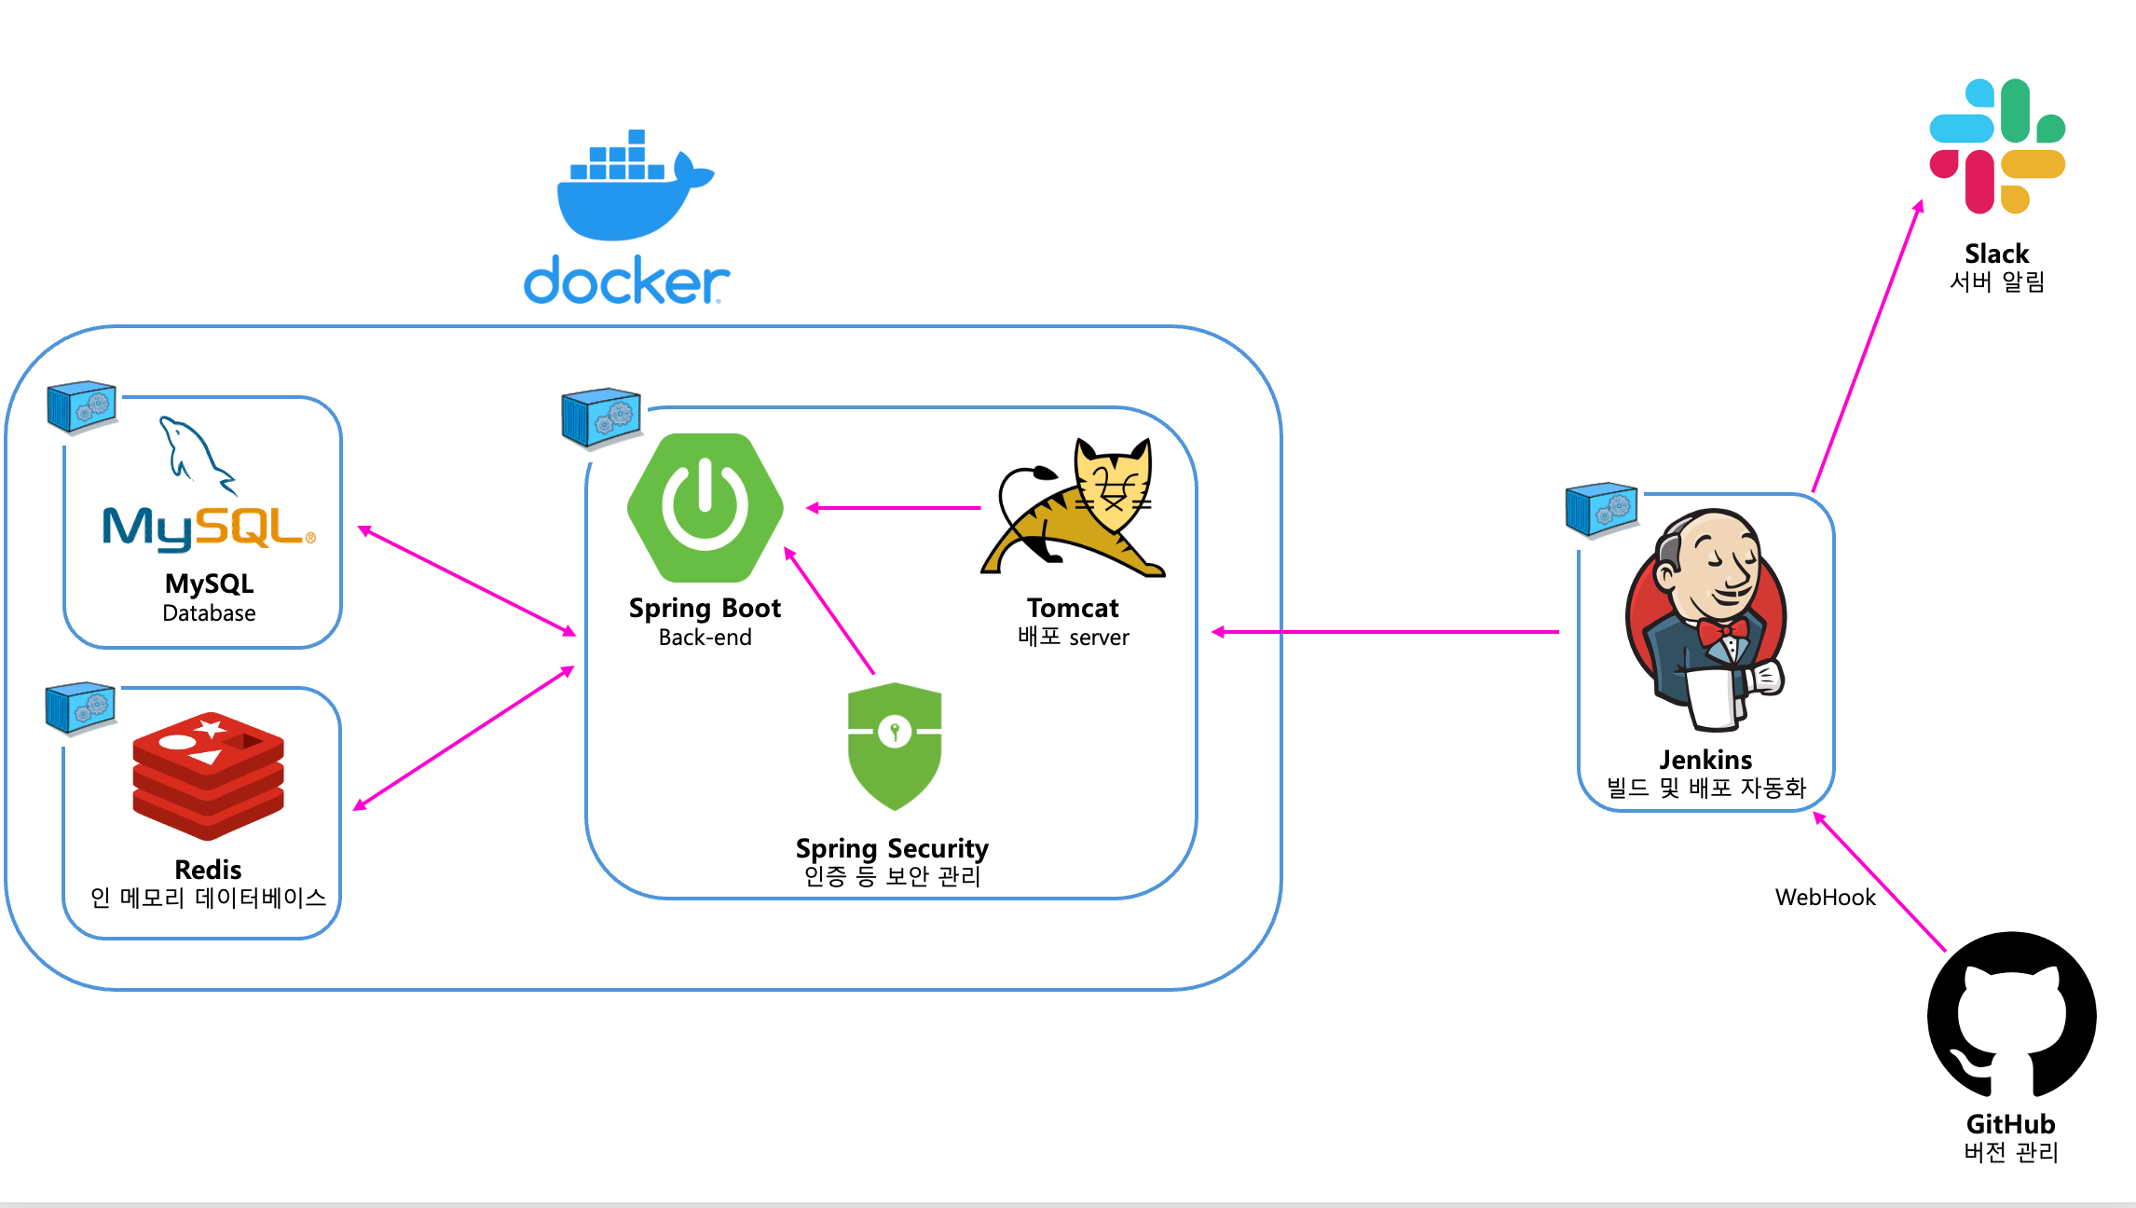 docker
Slack
서버 알림
MySQL®
MySQL
Database
Spring Boot
Back-end
Tomcat
배포 server
Redis
인 메모리 데이터베이스
Spring Security
인증 등 보안 관리
Jenkins
빌드 및 배포 자동화
WebHook
GitHub
버전 관리